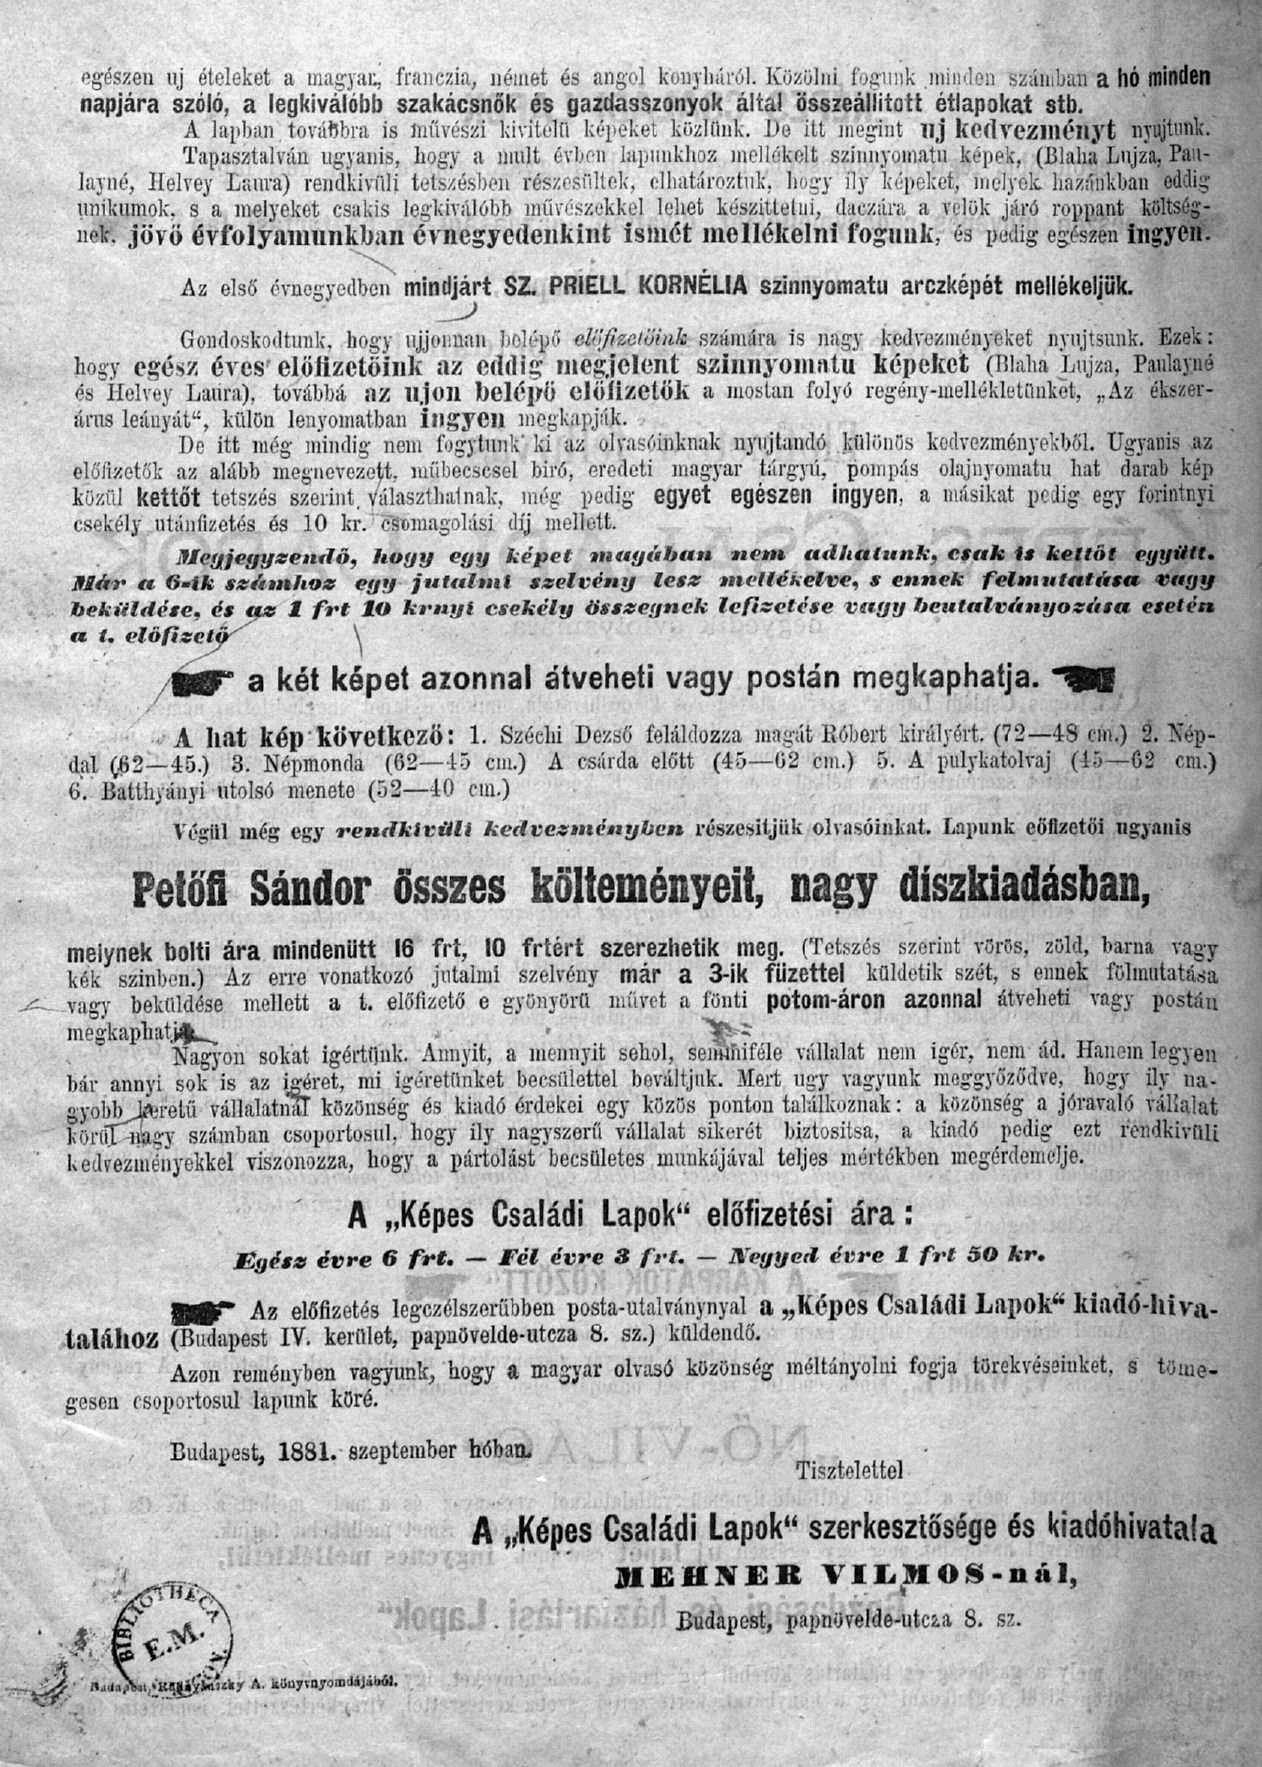 egészen uj ételeket a magyar, franczia, német és angol konyháról. Közölni fogunk minden számban a hó minden
napjára szóló, a legkiválóbb szakácsnők és gazdasszonyok által összeállitott étlapokat stb.
A lapban továbbra is művészi kivitelü képeket közlünk. De itt megint uj kedvezményt nyujtunk.
Tapasztalván ugyanis, hogy a mult évben lapunkhoz mellékelt szinnyomatu képek, (Blaha Lujza, Pau-
layné, Helvey Laura) rendkivüli tetszésben részesültek, elhatároztuk, hogy ily képeket, melyek hazánkban eddig
unikumok, s a melyeket csakis legkiválóbb művészekkel lehet készittetni, daczára a velök járó roppant költség-
nek, jövö évfolyamunkban évnegyedenkint ismét mellékelni fogunk, és pedig egészen ingyen.
Az első évnegyedben mindjárt SZ. PRIELL KORNÉLIA szinnyomatu arczképét mellékeljük.
Gondoskodtunk, hogy ujjonnan belépő előfizetőink számára is nagy kedvezményeket nyujtsunk. Ezek:
hogy egész éves előfizetőink az eddig megjelent szinnyomatu képeket (Blaha Lujza, Paulayné
és Helvey Laura), továbbá az ujon belépő előfizetők a mostan folyó regény-mellékletünket, „Az ékszer-
árus leányát“, külön lenyomatban ingyen megkapják.
De itt még mindig nem fogytunk ki az olvasóinknak nyujtandó különös kedvezményekből. Ugyanis az
előfizetők az alább megnevezett, műbecscsel biró, eredeti magyar tárgyú, pompás olajnyomatu hat darab kép
közül kettőt tetszés szerint választhatnak, még pedig egyet egészen ingyen, a másikat pedig egy forintnyi
csekély utánfizetés és 10 kr. csomagolási díj mellett.
Megjegyzendő, hogy egy képet magában nem adhatunk, csak is kettőt együtt.
Már a 6-ik számhoz egy jutalmi szelvény lesz mellékelve, s ennek felmutatása vagy
beküldése, és az 1 frt 10 krnyi csekély összegnek lefizetése vagy beutalványozása esetén
a t. előfizető
a két képet azonnal átveheti vagy postán megkaphatja.
A hat kép következő: 1. Széchi Dezső feláldozza magát Róbert királyért. (72—48 cm.) 2. Nép-
dal (62—45.) 3. Népmonda (62—45 cm.) A csárda előtt (45—62 cm.) 5. A pulykatolvaj (45—62 cm.)
6. Batthyányi utolsó menete (52—40 cm.)
Végül még egy rendkivüli kedvezményben részesitjük olvasóinkat. Lapunk eőfizetői ugyanis
Petőfi Sándor összes költeményeit, nagy díszkiadásban,
melynek bolti ára mindenütt 16 frt, 10 frtért szerezhetik meg. (Tetszés szerint vörös, zöld, barna vagy
kék szinben.) Az erre vonatkozó jutalmi szelvény már a 3-ik füzettel küldetik szét, s ennek fölmutatása
vagy beküldése mellett a t. előfizető e gyönyörü művet a fönti potom-áron azonnal átveheti vagy postán
megkaphatja.
Nagyon sokat igértünk. Annyit, a mennyit sehol, semmiféle vállalat nem igér, nem ád. Hanem legyen
bár annyi sok is az igéret, mi igéretünket becsülettel beváltjuk. Mert ugy vagyunk meggyőződve, hogy ily na-
gyobb keretű vállalatnál közönség és kiadó érdekei egy közös ponton találkoznak: a közönség a jóravaló vállalat
körül nagy számban csoportosul, hogy ily nagyszerű vállalat sikerét biztositsa, a kiadó pedig ezt rendkivüli
kedvezményekkel viszonozza, hogy a pártolást becsületes munkájával teljes mértékben megérdemelje.
A „Képes Családi Lapok“ előfizetési ára:
Egész évre 6 frt. — Fél évre 3 frt. — Negyed évre 1 frt 50 kr.
Az előfizetés legczélszerűbben posta-utalványnyal a „Képes Családi Lapok“ kiadó-hiva-
talához (Budapest IV. kerület, papnövelde-utcza 8. sz.) küldendő.
Azon reményben vagyunk, hogy a magyar olvasó közönség méltányolni fogja törekvéseinket, s töme-
gesen csoportosul lapunk köré.
Budapest, 1881. szeptember hóban.
Tisztelettel
A „Képes Családi Lapok“ szerkesztősége és kiadóhivatala
MEHNER VILMOS-nál,
Budapest, papnövelde-utcza 8. sz.
BIBLIOTHECA
E.M.
Budapest, A. könyvnyomdájából.